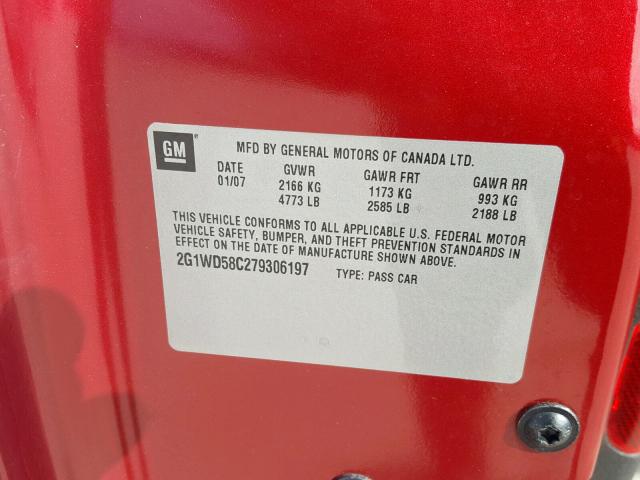 GM ®
MFD BY GENERAL MOTORS OF CANADA LTD.
DATE GVWR GAWR FRT GAWR RR
01/07 2166 KG 1173 KG 993 KG
4773 LB 2585 LB 2188 LB
THIS VEHICLE CONFORMS TO ALL APPLICABLE U.S. FEDERAL MOTOR
VEHICLE SAFETY, BUMPER, AND THEFT PREVENTION STANDARDS IN
EFFECT ON THE DATE OF MANUFACTURE SHOWN ABOVE.
2G1WD58C279306197 TYPE: PASS CAR